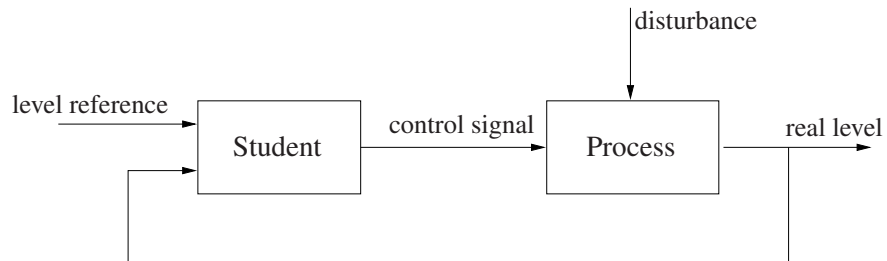 disturbance
level reference
control signal
real level
Student
Process